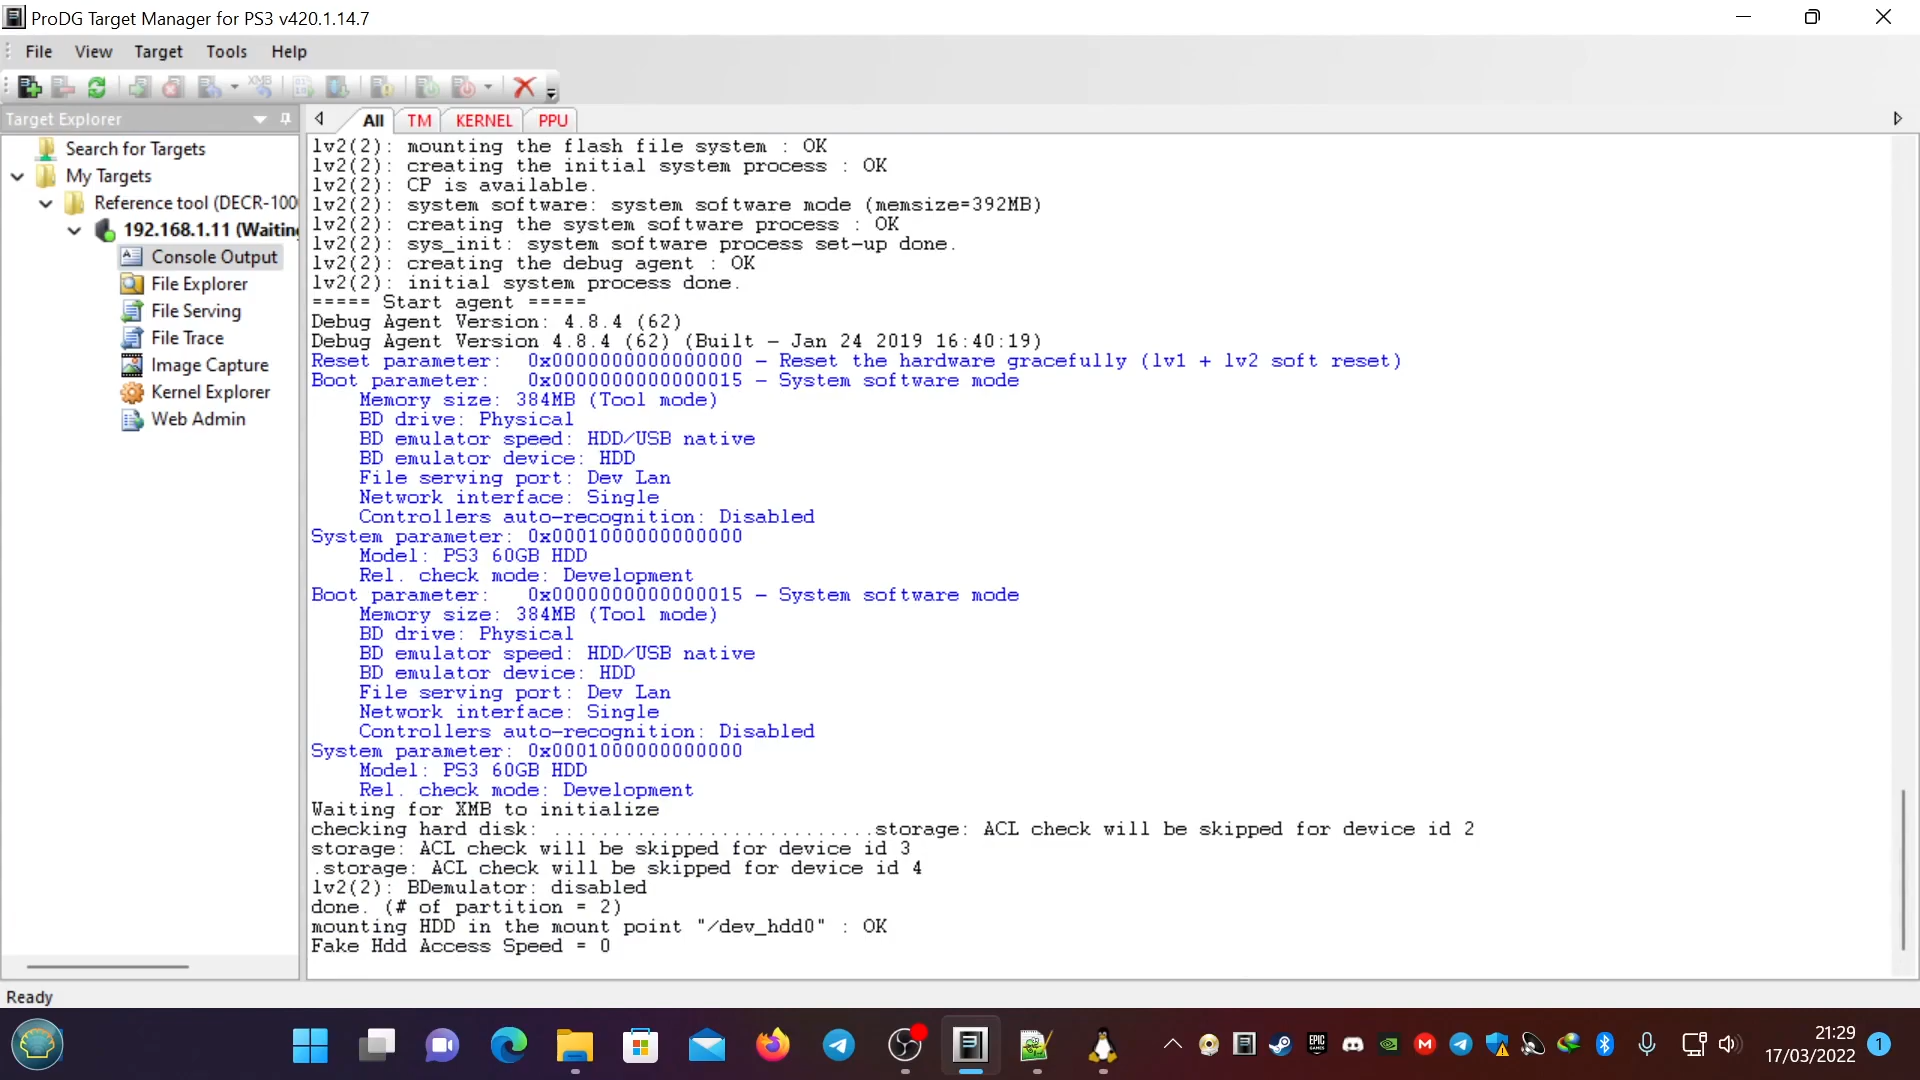 ProDG Target Manager for PS3 v420.1.14.7
File View Target Tools Help
XMB
Target Explorer
All TM KERNEL PPU
Search for Targets
My Targets
Reference tool (DECR-100
192.168.1.11 (Waiting
Console Output
File Explorer
File Serving
File Trace
Image Capture
Kernel Explorer
Web Admin
lv2(2): mounting the flash file system : OK
lv2(2): creating the initial system process : OK
lv2(2): CP is available.
lv2(2): system software: system software mode (memsize=392MB)
lv2(2): creating the system software process : OK
lv2(2): sys_init: system software process set-up done.
lv2(2): creating the debug agent : OK
lv2(2): initial system process done.
===== Start agent =====
Debug Agent Version: 4.8.4 (62)
Debug Agent Version 4.8.4 (62) (Built - Jan 24 2019 16:40:19)
Reset parameter: 0x0000000000000000 - Reset the hardware gracefully (lv1 + lv2 soft reset)
Boot parameter: 0x0000000000000015 - System software mode
Memory size: 384MB (Tool mode)
BD drive: Physical
BD emulator speed: HDD/USB native
BD emulator device: HDD
File serving port: Dev Lan
Network interface: Single
Controllers auto-recognition: Disabled
System parameter: 0x0001000000000000
Model: PS3 60GB HDD
Rel. check mode: Development
Boot parameter: 0x0000000000000015 - System software mode
Memory size: 384MB (Tool mode)
BD drive: Physical
BD emulator speed: HDD/USB native
BD emulator device: HDD
File serving port: Dev Lan
Network interface: Single
Controllers auto-recognition: Disabled
System parameter: 0x0001000000000000
Model: PS3 60GB HDD
Rel. check mode: Development
Waiting for XMB to initialize
checking hard disk: ...........................storage: ACL check will be skipped for device id 2
storage: ACL check will be skipped for device id 3
.storage: ACL check will be skipped for device id 4
lv2(2): BDemulator: disabled
done. (# of partition = 2)
mounting HDD in the mount point "/dev_hdd0" : OK
Fake Hdd Access Speed = 0
Ready
EPIC GAMES
21:29
17/03/2022
1